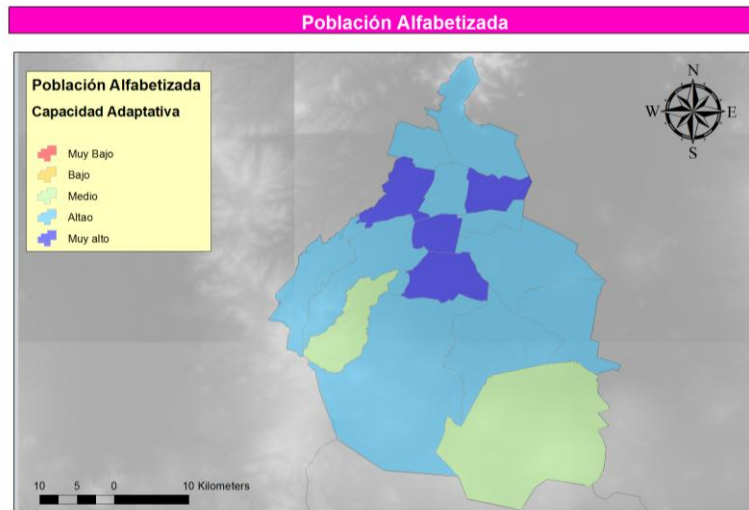 Población Alfabetizada
Población Alfabetizada
Capacidad Adaptativa
Muy Bajo
Bajo
Medio
Altao
Muy alto
N
W E
S
10 5 0 10 Kilometers